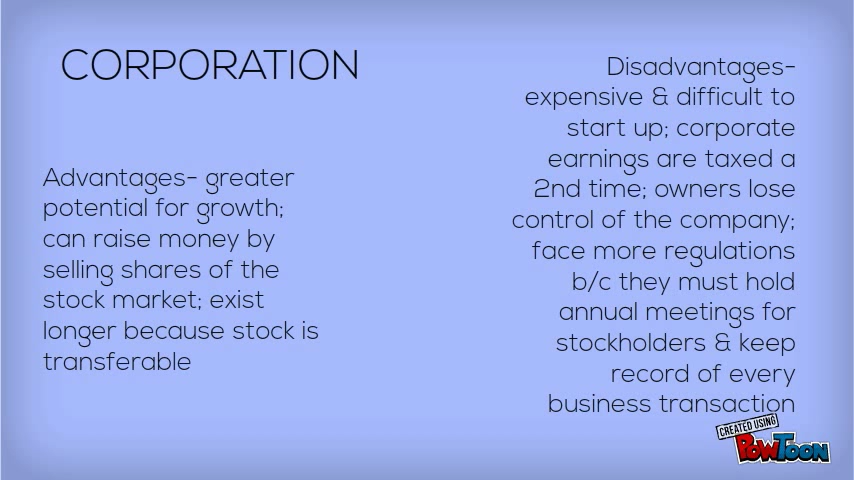 CORPORATION
Advantages- greater
potential for growth;
can raise money by
selling shares of the
stock market; exist
longer because stock is
transferable
Disadvantages-
expensive & difficult to
start up; corporate
earnings are taxed a
2nd time; owners lose
control of the company;
face more regulations
b/c they must hold
annual meetings for
stockholders & keep
record of every
business transaction
CREATED USING
POWTOON